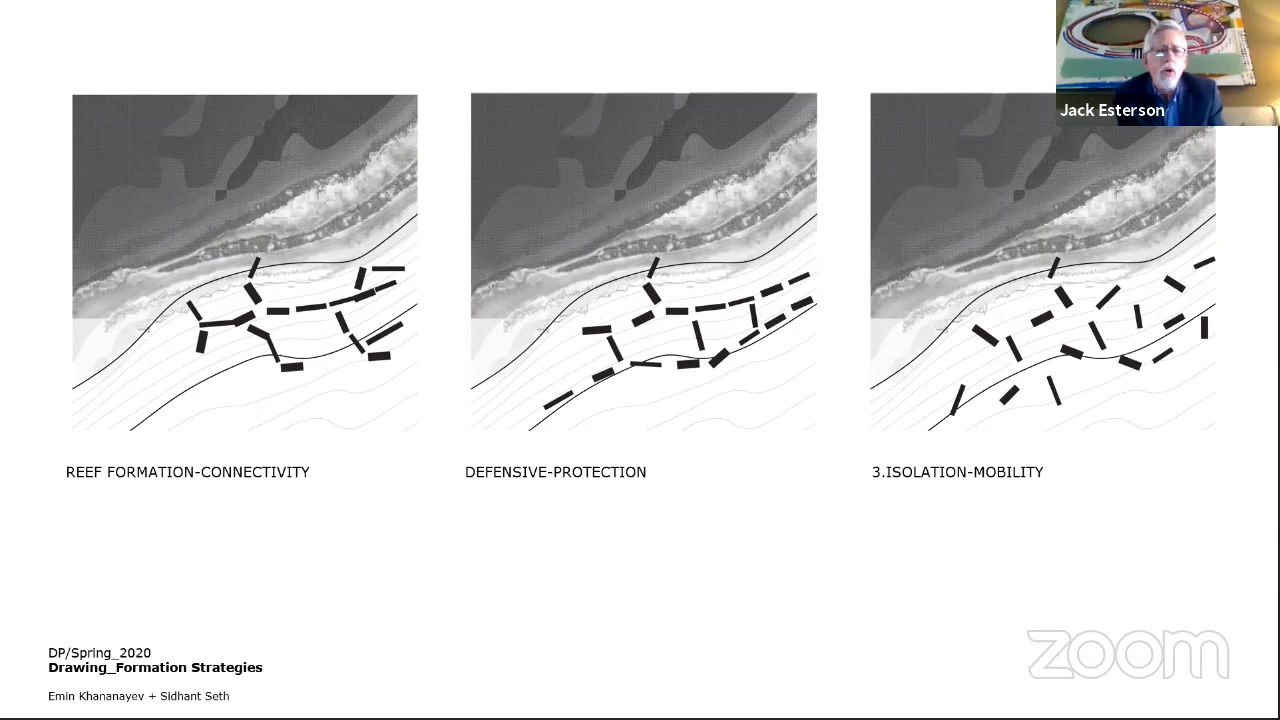 Jack Esterson
REEF FORMATION-CONNECTIVITY
DEFENSIVE-PROTECTION
3.ISOLATION-MOBILITY
DP/Spring_2020
Drawing_Formation Strategies
Emin Khananayev + Sidhant Seth
zoom